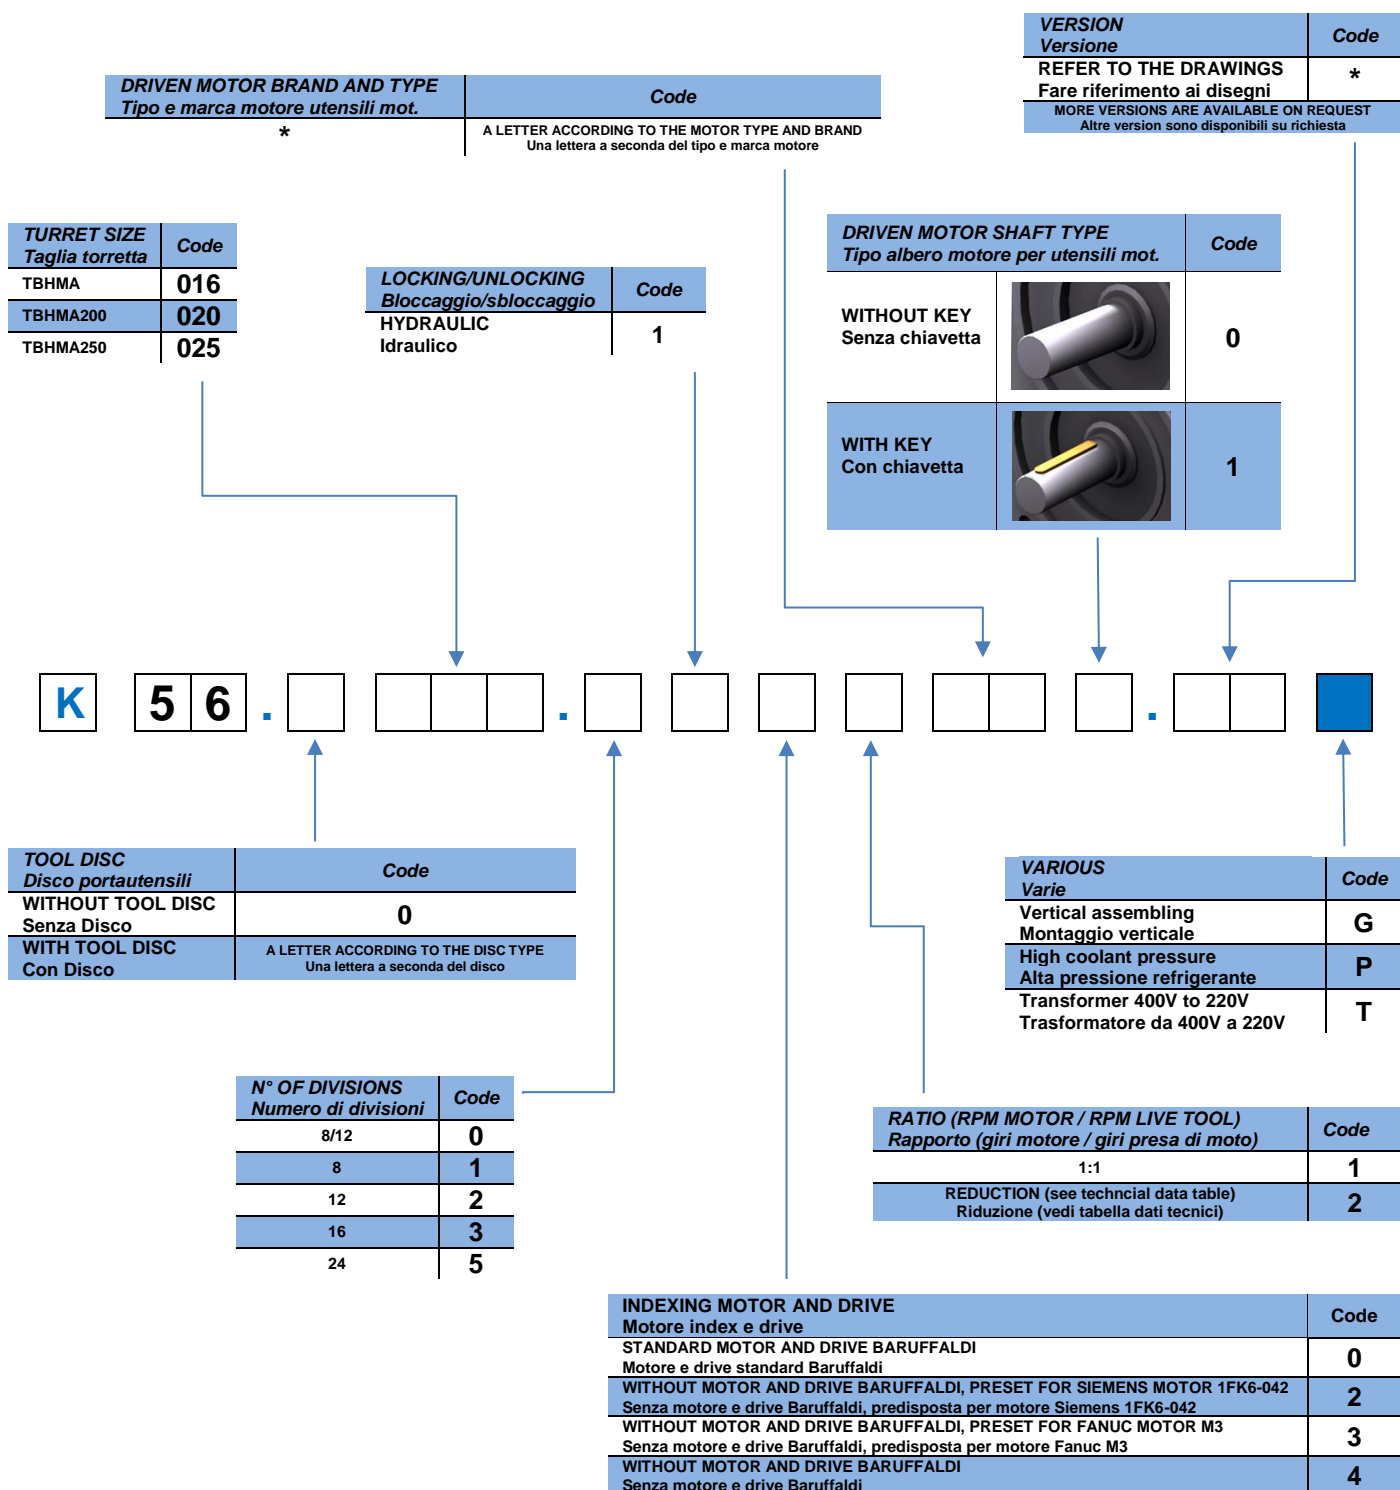 VERSION
Versione
Code
REFER TO THE DRAWINGS
Fare riferimento ai disegni
*
MORE VERSIONS ARE AVAILABLE ON REQUEST
Altre version sono disponibili su richiesta
DRIVEN MOTOR BRAND AND TYPE
Tipo e marca motore utensili mot.
Code
*
A LETTER ACCORDING TO THE MOTOR TYPE AND BRAND
Una lettera a seconda del tipo e marca motore
TURRET SIZE
Taglia torretta
Code
TBHMA 016
TBHMA200 020
TBHMA250 025
LOCKING/UNLOCKING
Bloccaggio/sbloccaggio
Code
HYDRAULIC
Idraulico
1
DRIVEN MOTOR SHAFT TYPE
Tipo albero motore per utensili mot.
Code
WITHOUT KEY
Senza chiavetta
0
WITH KEY
Con chiavetta
1
K 56. . .
TOOL DISC
Disco portautensili
Code
WITHOUT TOOL DISC
Senza Disco
0
WITH TOOL DISC
Con Disco
A LETTER ACCORDING TO THE DISC TYPE
Una lettera a seconda del disco
VARIOUS
Varie
Code
Vertical assembling
Montaggio verticale
G
High coolant pressure
Alta pressione refrigerante
P
Transformer 400V to 220V
Trasformatore da 400V a 220V
T
N° OF DIVISIONS
Numero di divisioni
Code
8/12 0
8 1
12 2
16 3
24 5
RATIO (RPM MOTOR / RPM LIVE TOOL)
Rapporto (giri motore / giri presa di moto)
Code
1:1 1
REDUCTION (see techncial data table)
Riduzione (vedi tabella dati tecnici)
2
INDEXING MOTOR AND DRIVE
Motore index e drive
Code
STANDARD MOTOR AND DRIVE BARUFFALDI
Motore e drive standard Baruffaldi
0
WITHOUT MOTOR AND DRIVE BARUFFALDI, PRESET FOR SIEMENS MOTOR 1FK6-042
Senza motore e drive Baruffaldi, predisposta per motore Siemens 1FK6-042
2
WITHOUT MOTOR AND DRIVE BARUFFALDI, PRESET FOR FANUC MOTOR M3
Senza motore e drive Baruffaldi, predisposta per motore Fanuc M3
3
WITHOUT MOTOR AND DRIVE BARUFFALDI
Senza motore e drive Baruffaldi
4